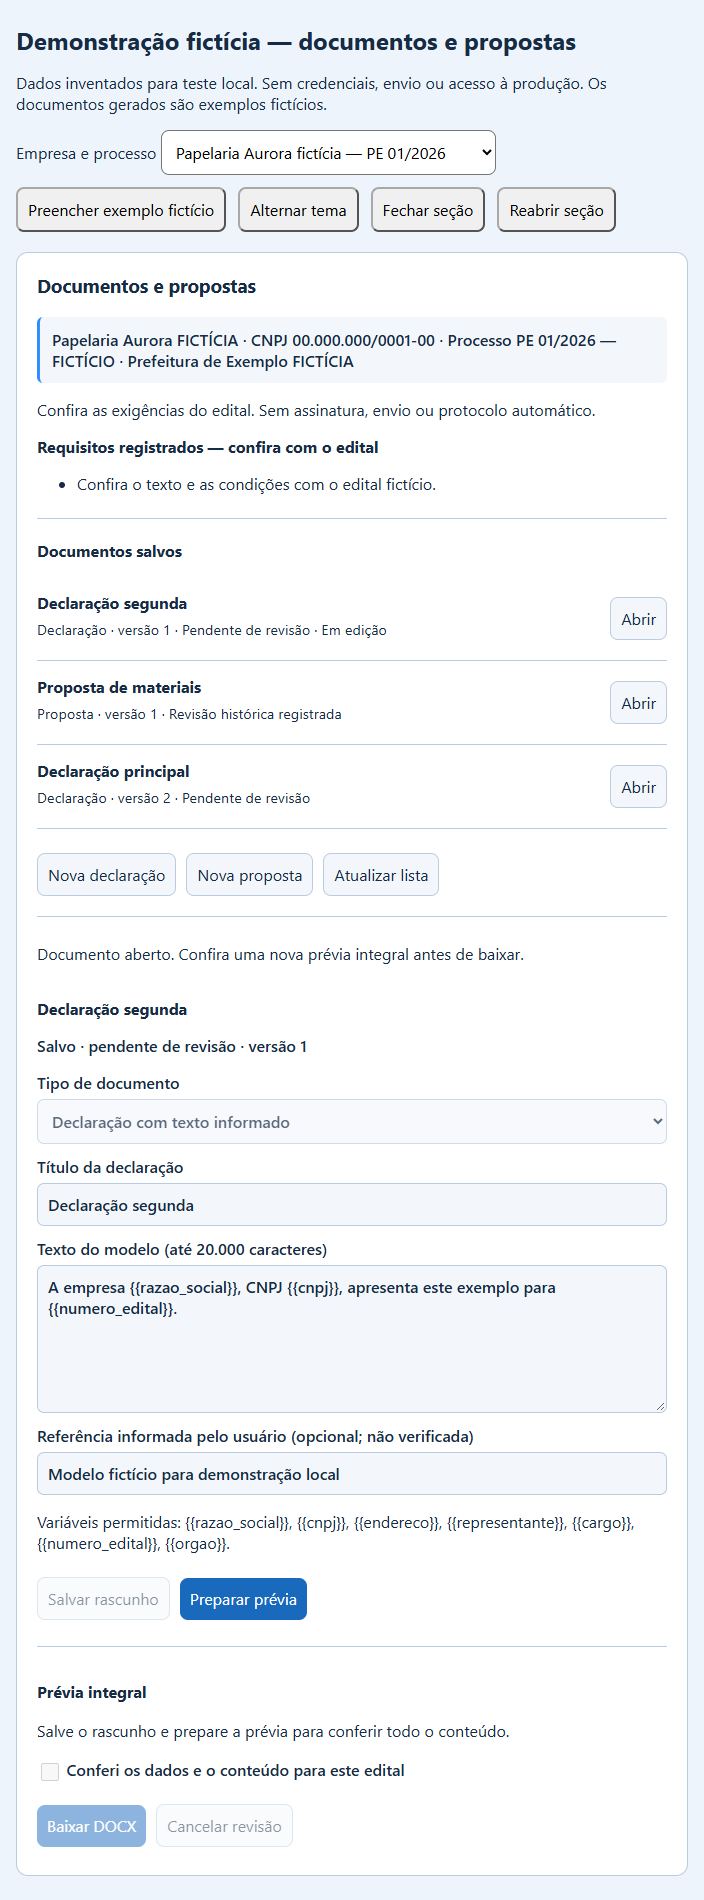 Demonstração fictícia — documentos e propostas
Dados inventados para teste local. Sem credenciais, envio ou acesso à produção. Os
documentos gerados são exemplos fictícios.
Empresa e processo Papelaria Aurora fictícia — PE 01/2026
Preencher exemplo fictício Alternar tema Fechar seção Reabrir seção
Documentos e propostas
Papelaria Aurora FICTÍCIA · CNPJ 00.000.000/0001-00 · Processo PE 01/2026 —
FICTÍCIO · Prefeitura de Exemplo FICTÍCIA
Confira as exigências do edital. Sem assinatura, envio ou protocolo automático.
Requisitos registrados — confira com o edital
• Confira o texto e as condições com o edital fictício.
Documentos salvos
Declaração segunda
Declaração · versão 1 · Pendente de revisão · Em edição
Abrir
Proposta de materiais
Proposta · versão 1 · Revisão histórica registrada
Abrir
Declaração principal
Declaração · versão 2 · Pendente de revisão
Abrir
Nova declaração Nova proposta Atualizar lista
Documento aberto. Confira uma nova prévia integral antes de baixar.
Declaração segunda
Salvo · pendente de revisão · versão 1
Tipo de documento
Declaração com texto informado
Título da declaração
Declaração segunda
Texto do modelo (até 20.000 caracteres)
A empresa {{razao_social}}, CNPJ {{cnpj}}, apresenta este exemplo para
{{numero_edital}}.
Referência informada pelo usuário (opcional; não verificada)
Modelo fictício para demonstração local
Variáveis permitidas: {{razao_social}}, {{cnpj}}, {{endereco}}, {{representante}}, {{cargo}},
{{numero_edital}}, {{orgao}}.
Salvar rascunho Preparar prévia
Prévia integral
Salve o rascunho e prepare a prévia para conferir todo o conteúdo.
Conferi os dados e o conteúdo para este edital
Baixar DOCX Cancelar revisão